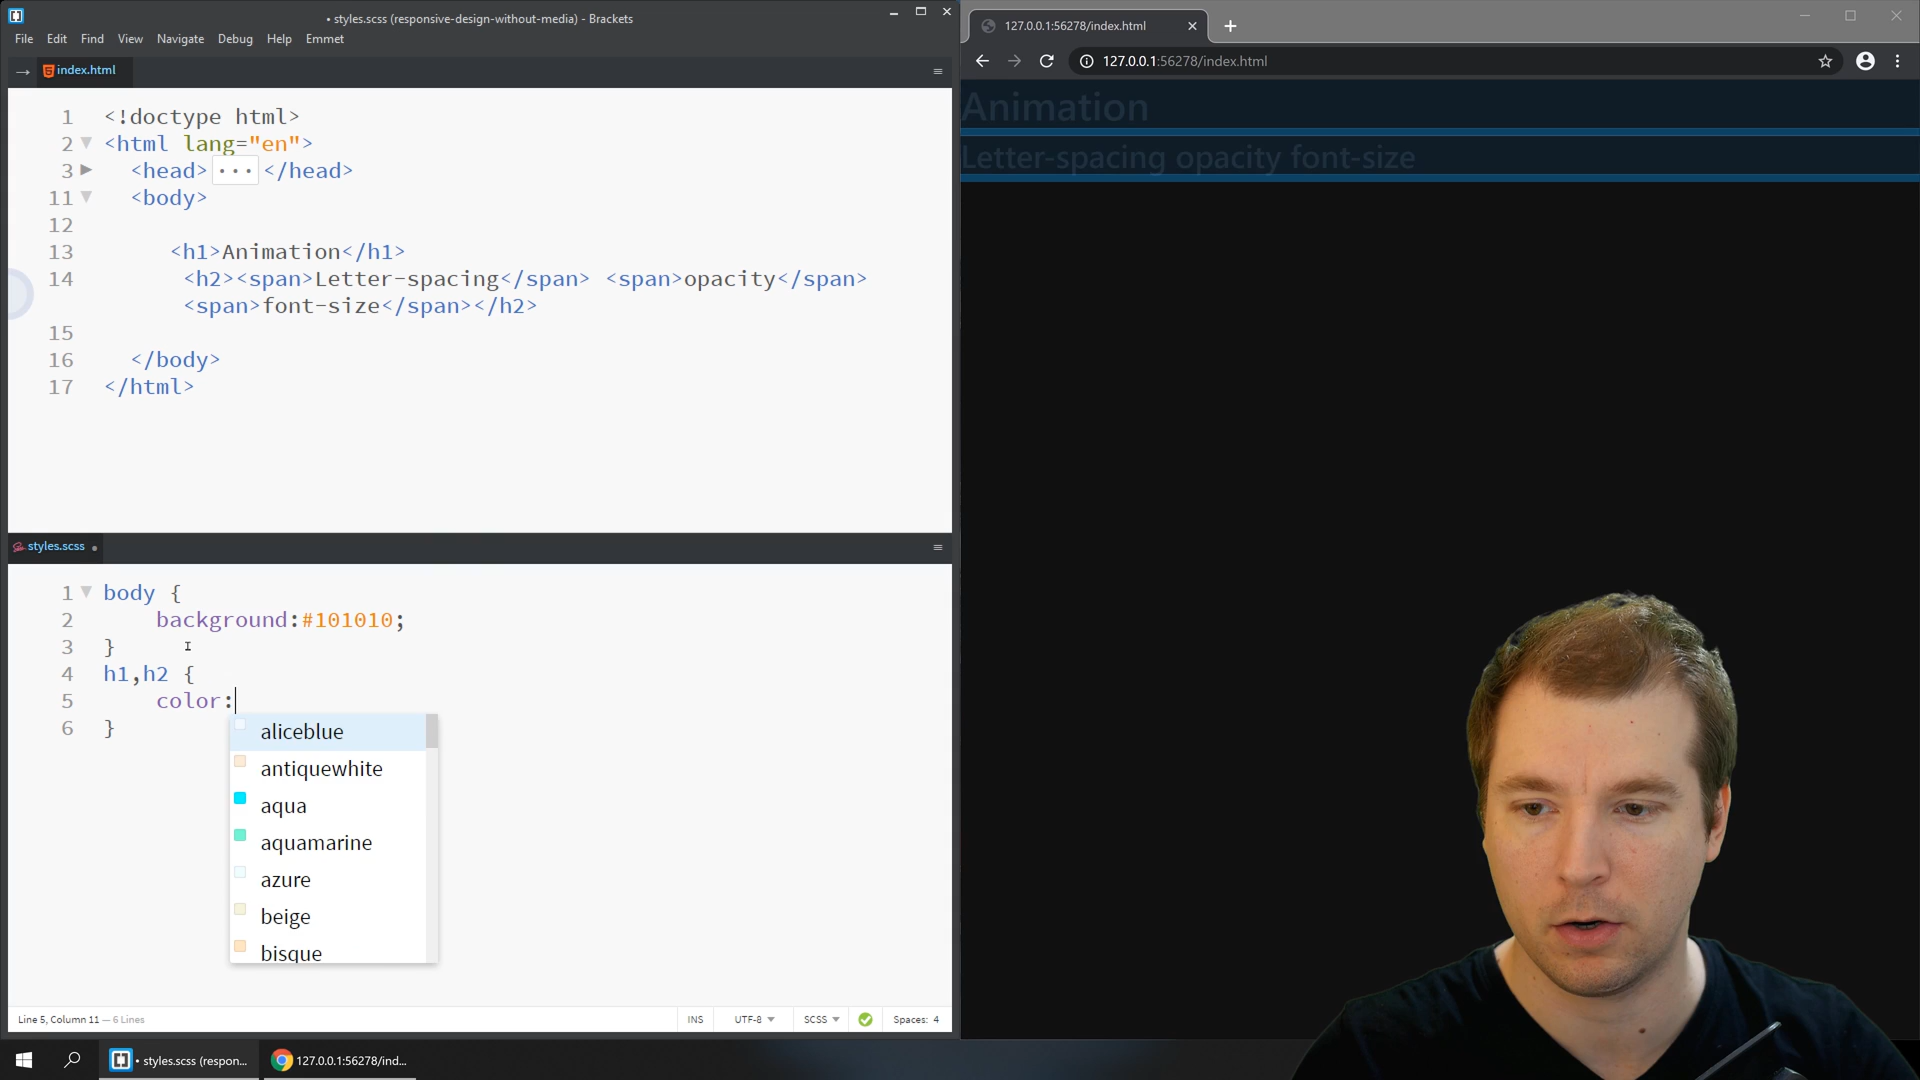 • styles.scss (responsive-design-without-media) - Brackets
File Edit Find View Navigate Debug Help Emmet
index.html
1 <!doctype html>
2 <html lang="en">
3 <head>···</head>
11 <body>
12
13 <h1>Animation</h1>
14 <h2><span>Letter-spacing</span> <span>opacity</span>
<span>font-size</span></h2>
15
16 </body>
17 </html>
styles.scss •
1 body {
2 background:#101010;
3 }
4 h1,h2 {
5 color:
6 }
aliceblue
antiquewhite
aqua
aquamarine
azure
beige
bisque
Line 5, Column 11 — 6 Lines
INS UTF-8 SCSS Spaces: 4
• styles.scss (respon...
127.0.0.1:56278/ind...
127.0.0.1:56278/index.html
127.0.0.1:56278/index.html
Animation
Letter-spacing opacity font-size